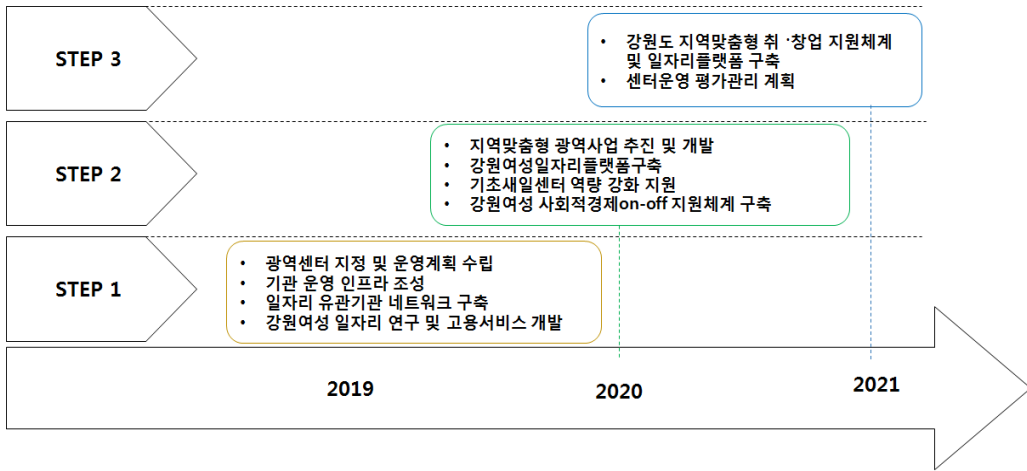 STEP 3
• 강원도 지역맞춤형 취 ·창업 지원체계
및 일자리플랫폼 구축
• 센터운영 평가관리 계획
STEP 2
• 지역맞춤형 광역사업 추진 및 개발
• 강원여성일자리플랫폼구축
• 기초새일센터 역량 강화 지원
• 강원여성 사회적경제on-off 지원체계 구축
STEP 1
• 광역센터 지정 및 운영계획 수립
• 기관 운영 인프라 조성
• 일자리 유관기관 네트워크 구축
• 강원여성 일자리 연구 및 고용서비스 개발
2019
2020
2021